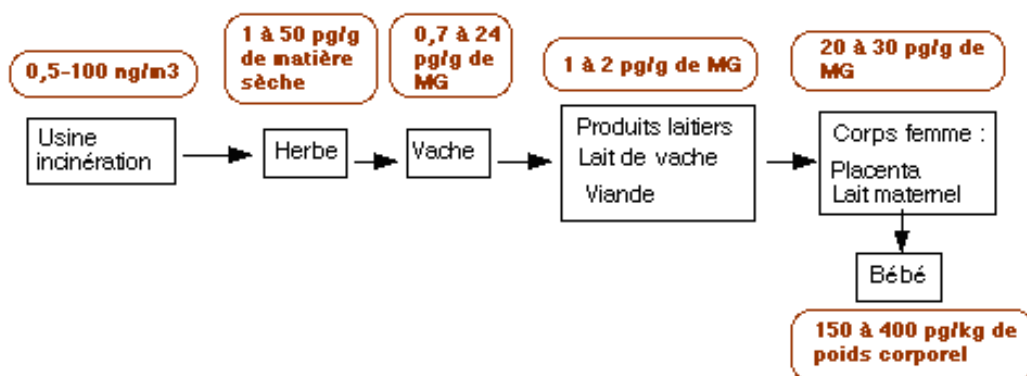 0,5-100 ng/m3
1 à 50 pg/g
de matière
sèche
0,7 à 24
pg/g de
MG
1 à 2 pg/g de MG
20 à 30 pg/g de
MG
Usine
incinération
Herbe
Vache
Produits laitiers
Lait de vache
Viande
Corps femme :
Placenta
Lait maternel
Bébé
150 à 400 pg/kg de
poids corporel